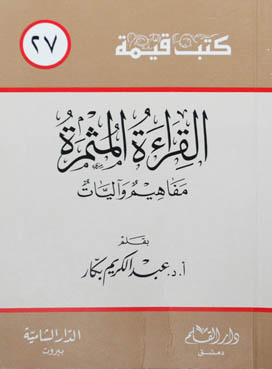 كتب قيمة
٢٧
القراءة المثمرة
مفاهيم وآليات
بقلم
أ.د. عبد الكريم بكار
دار القلم
دمشق
الدار الشامية
بيروت